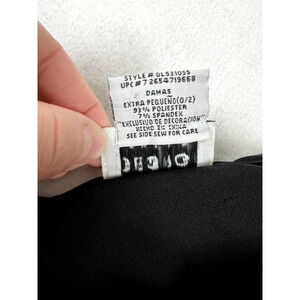 STYLE # DLS31055
UPC# 72654719668
DAMAS
EXTRA PEQUEÑO(0/2)
93% POLIESTER
7% SPANDEX
"EXCLUSIVO DE DECORACION"
HECHO EN CHINA
SEE SIDE SEW FOR CARE